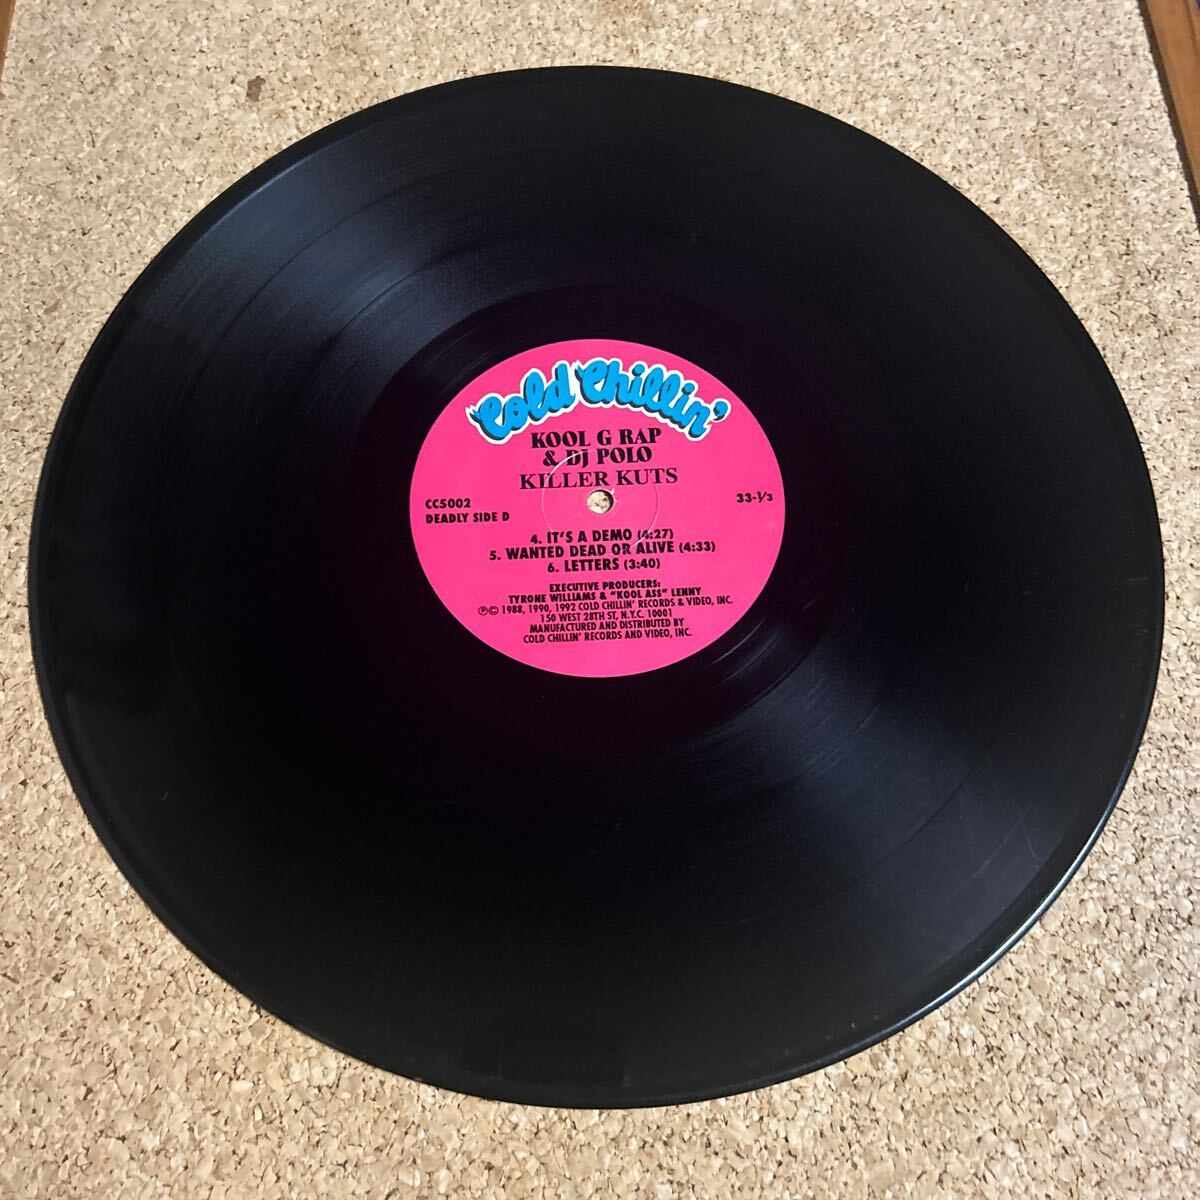 Cold Chillin'
KOOL G RAP
& DJ POLO
KILLER KUTS
CC5002
DEADLY SIDE D
33-1/3
4. IT'S A DEMO (4:27)
5. WANTED DEAD OR ALIVE (4:33)
6. LETTERS (3:40)
EXECUTIVE PRODUCERS:
TYRONE WILLIAMS & "KOOL ASS" LENNY
℗© 1988, 1990, 1992 COLD CHILLIN' RECORDS & VIDEO, INC.
150 WEST 28TH ST, N.Y.C. 10001
MANUFACTURED AND DISTRIBUTED BY
COLD CHILLIN' RECORDS AND VIDEO, INC.